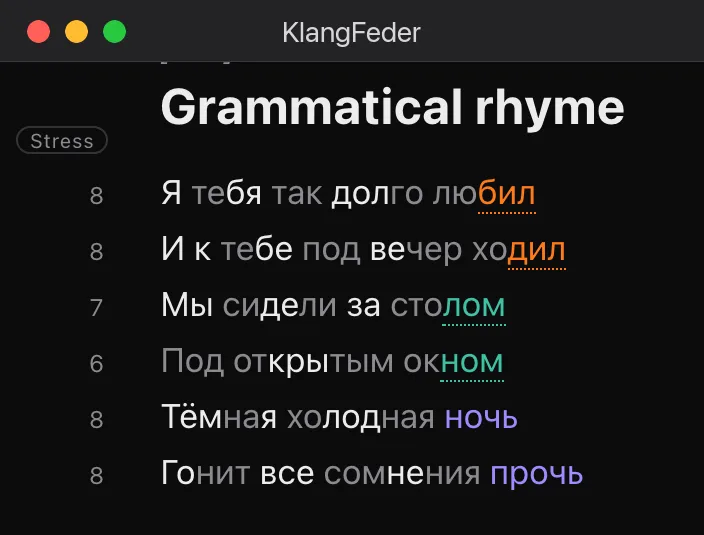 KlangFeder
Grammatical rhyme
Stress
8 Я тебя так долго любил
8 И к тебе под вечер ходил
7 Мы сидели за столом
6 Под открытым окном
8 Тёмная холодная ночь
8 Гонит все сомнения прочь